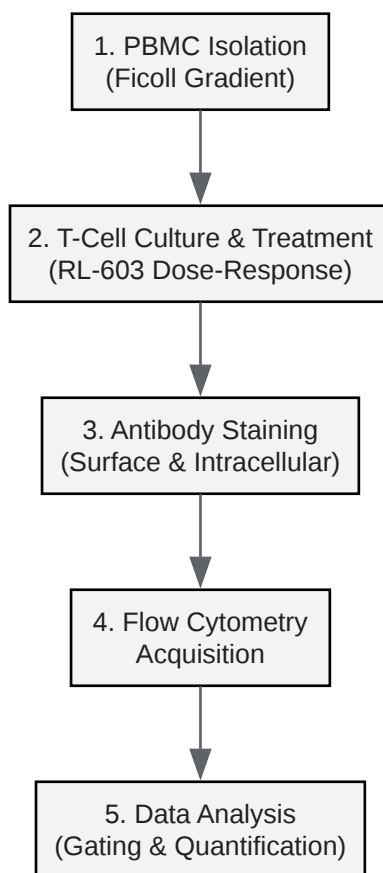 1. PBMC Isolation
(Ficoll Gradient)
2. T-Cell Culture & Treatment
(RL-603 Dose-Response)
3. Antibody Staining
(Surface & Intracellular)
4. Flow Cytometry
Acquisition
5. Data Analysis
(Gating & Quantification)